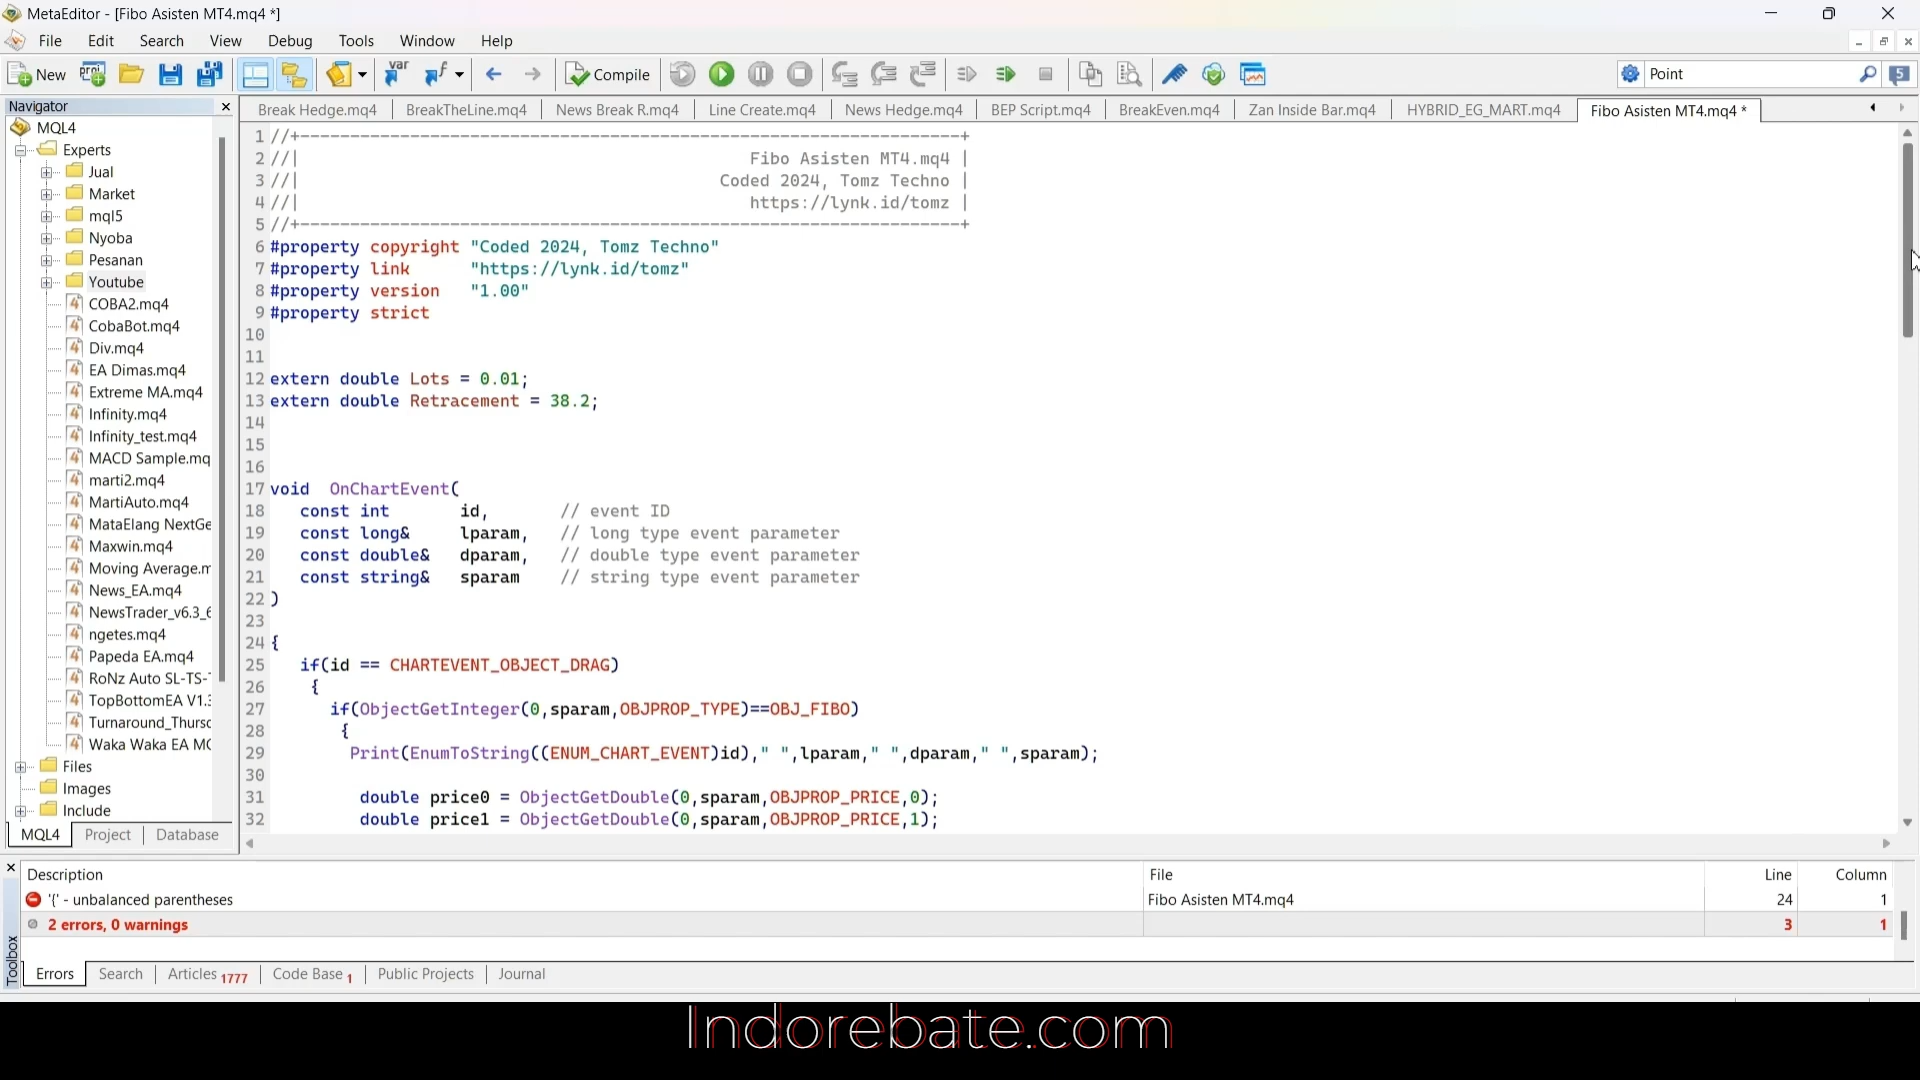 MetaEditor - [Fibo Asisten MT4.mq4 *]
File Edit Search View Debug Tools Window Help
New Compile Point 5
Navigator
Break Hedge.mq4 BreakTheLine.mq4 News Break R.mq4 Line Create.mq4 News Hedge.mq4 BEP Script.mq4 BreakEven.mq4 Zan Inside Bar.mq4 HYBRID_EG_MART.mq4 Fibo Asisten MT4.mq4 *
MQL4
Experts
Jual
Market
mql5
Nyoba
Pesanan
Youtube
COBA2.mq4
CobaBot.mq4
Div.mq4
EA Dimas.mq4
Extreme MA.mq4
Infinity.mq4
Infinity_test.mq4
MACD Sample.mq
marti2.mq4
MartiAuto.mq4
MataElang NextGe
Maxwin.mq4
Moving Average.m
News_EA.mq4
NewsTrader_v6.3_6
ngetes.mq4
Papeda EA.mq4
RoNz Auto SL-TS-
TopBottomEA V1.3
Turnaround_Thursd
Waka Waka EA MC
Files
Images
Include
MQL4 Project Database
1 //+------------------------------------------------------------------+
2 //| Fibo Asisten MT4.mq4 |
3 //| Coded 2024, Tomz Techno |
4 //| https://lynk.id/tomz |
5 //+------------------------------------------------------------------+
6 #property copyright "Coded 2024, Tomz Techno"
7 #property link "https://lynk.id/tomz"
8 #property version "1.00"
9 #property strict
10
11
12 extern double Lots = 0.01;
13 extern double Retracement = 38.2;
14
15
16
17 void OnChartEvent(
18 const int id, // event ID
19 const long& lparam, // long type event parameter
20 const double& dparam, // double type event parameter
21 const string& sparam // string type event parameter
22 )
23
24 {
25 if(id == CHARTEVENT_OBJECT_DRAG)
26 {
27 if(ObjectGetInteger(0,sparam,OBJPROP_TYPE)==OBJ_FIBO)
28 {
29 Print(EnumToString((ENUM_CHART_EVENT)id)," ",lparam," ",dparam," ",sparam);
30
31 double price0 = ObjectGetDouble(0,sparam,OBJPROP_PRICE,0);
32 double price1 = ObjectGetDouble(0,sparam,OBJPROP_PRICE,1);
Description File Line Column
'{' - unbalanced parentheses Fibo Asisten MT4.mq4 24 1
2 errors, 0 warnings 3 1
Toolbox
Errors Search Articles 1777 Code Base 1 Public Projects Journal
Indorebate.com